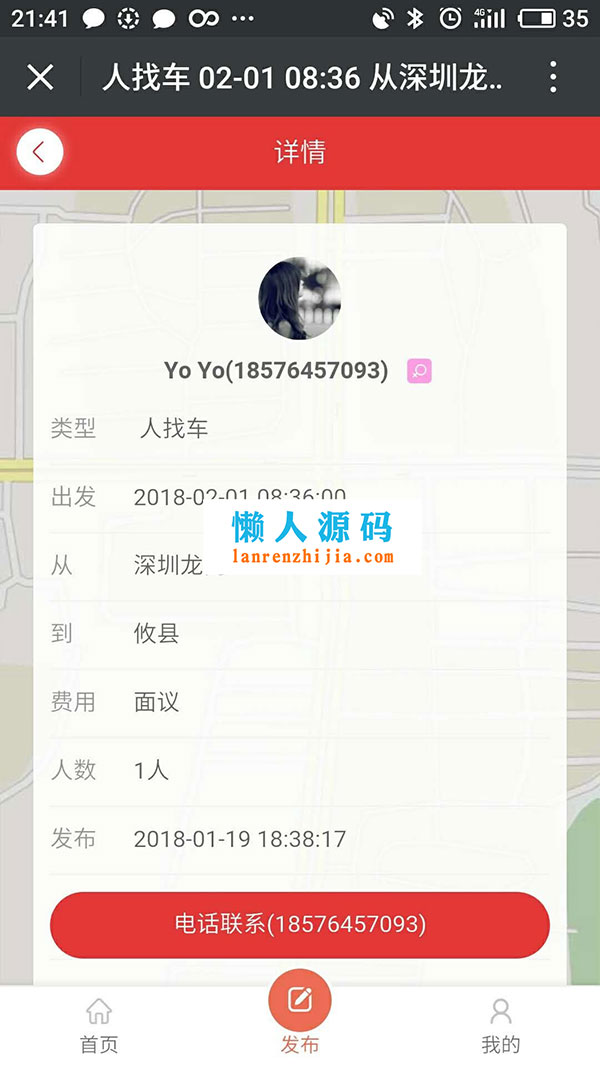 21:41
4G
35
人找车 02-01 08:36 从深圳龙..
详情
Yo Yo(18576457093)
类型 人找车
出发 2018-02-01 08:36:00
懒人源码
lanrenzhijia.com
从 深圳龙
到 攸县
费用 面议
人数 1人
发布 2018-01-19 18:38:17
电话联系(18576457093)
首页 发布 我的